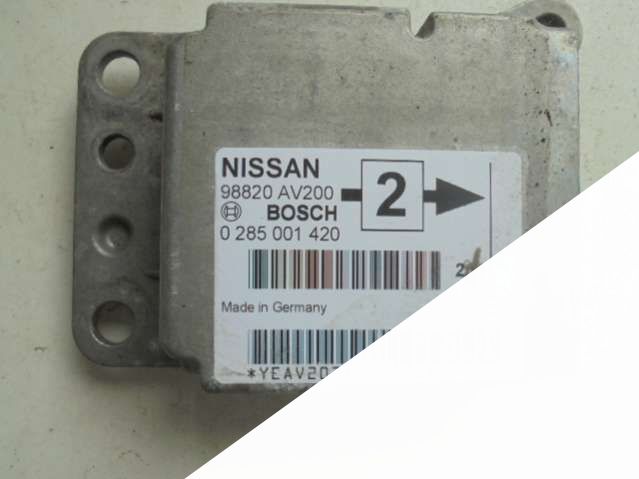 NISSAN
98820 AV200
2
BOSCH
0 285 001 420
Made in Germany